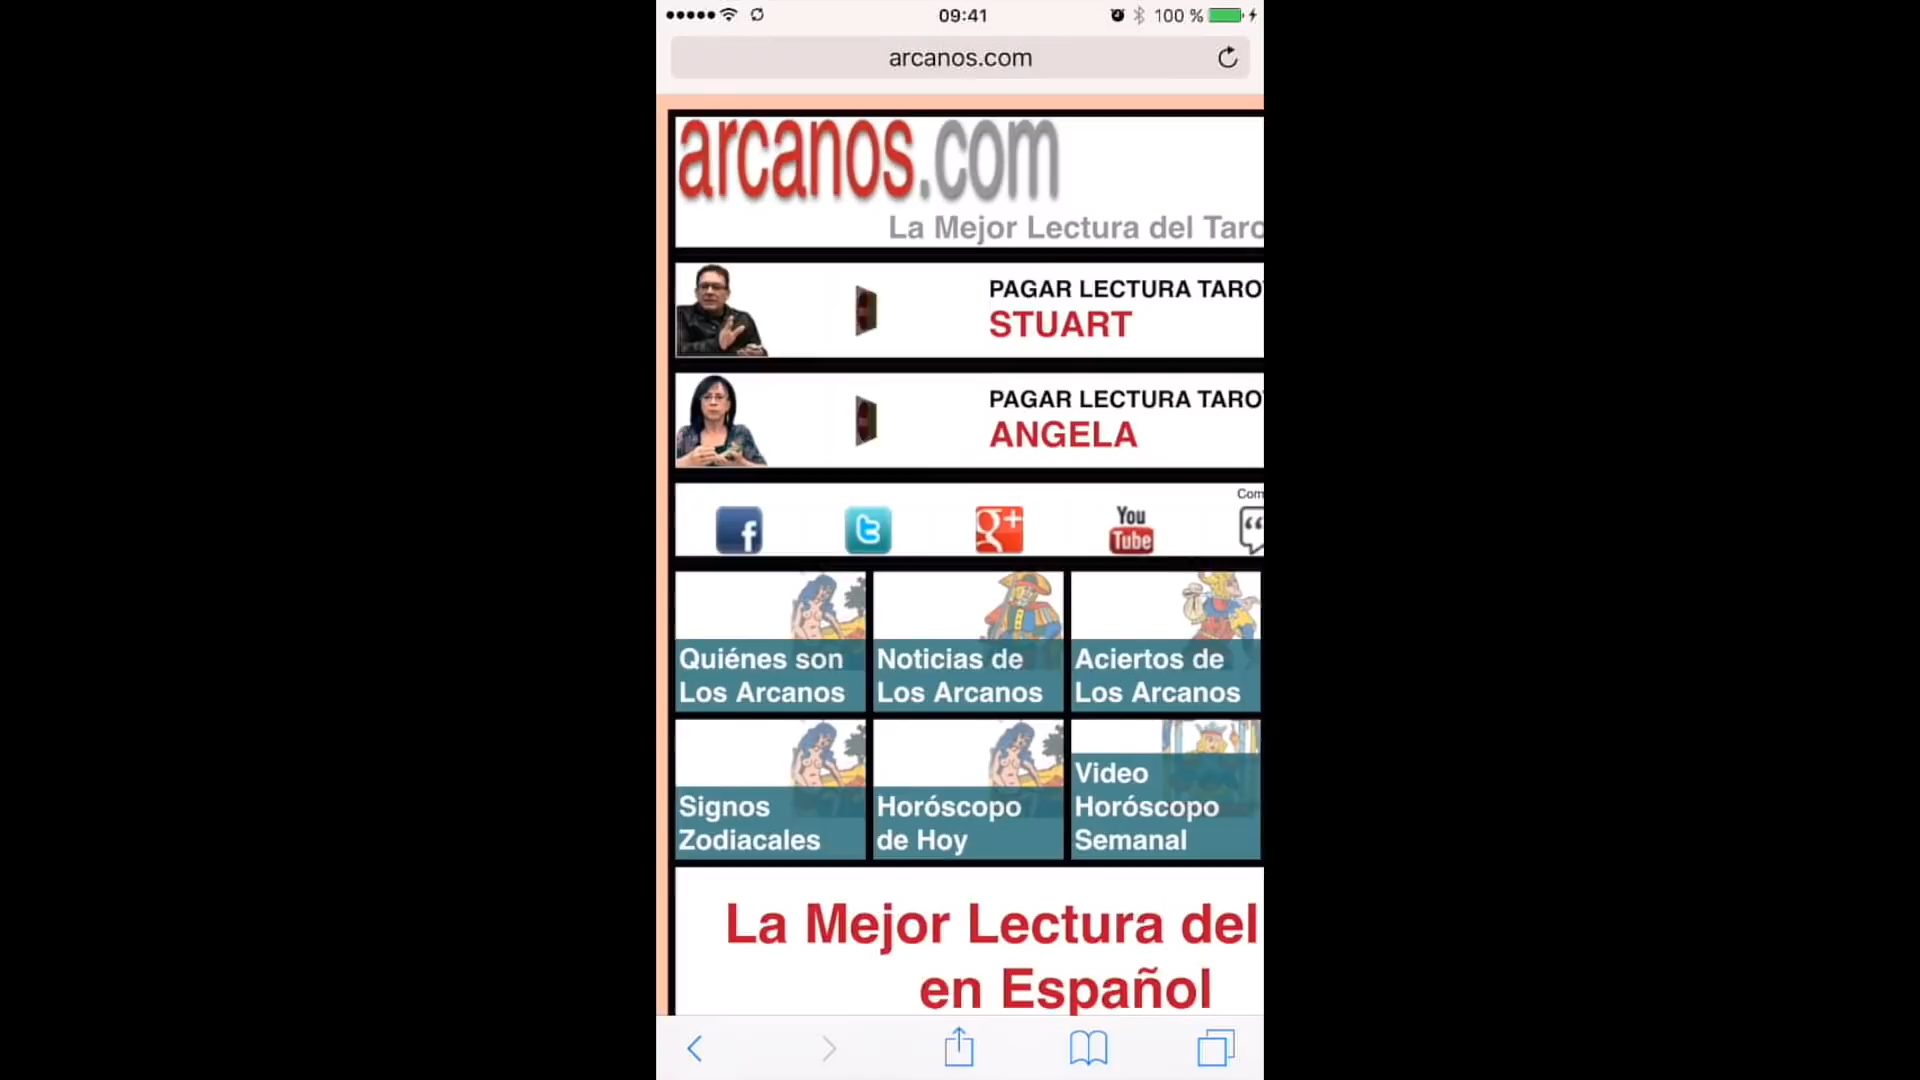 09:41
100 %
arcanos.com
arcanos.com
La Mejor Lectura del Taro
PAGAR LECTURA TARO
STUART
PAGAR LECTURA TARO
ANGELA
Com
f
t
g+
You
Tube
Quiénes son
Los Arcanos
Noticias de
Los Arcanos
Aciertos de
Los Arcanos
Signos
Zodiacales
Horóscopo
de Hoy
Video
Horóscopo
Semanal
La Mejor Lectura del
en Español